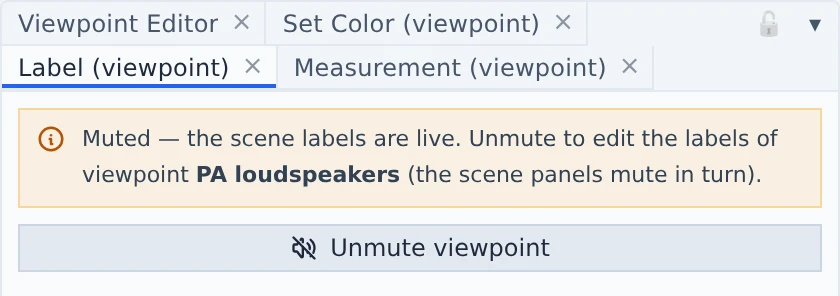 Viewpoint Editor × Set Color (viewpoint) ×
Label (viewpoint) × Measurement (viewpoint) ×
Muted — the scene labels are live. Unmute to edit the labels of
viewpoint PA loudspeakers (the scene panels mute in turn).
Unmute viewpoint